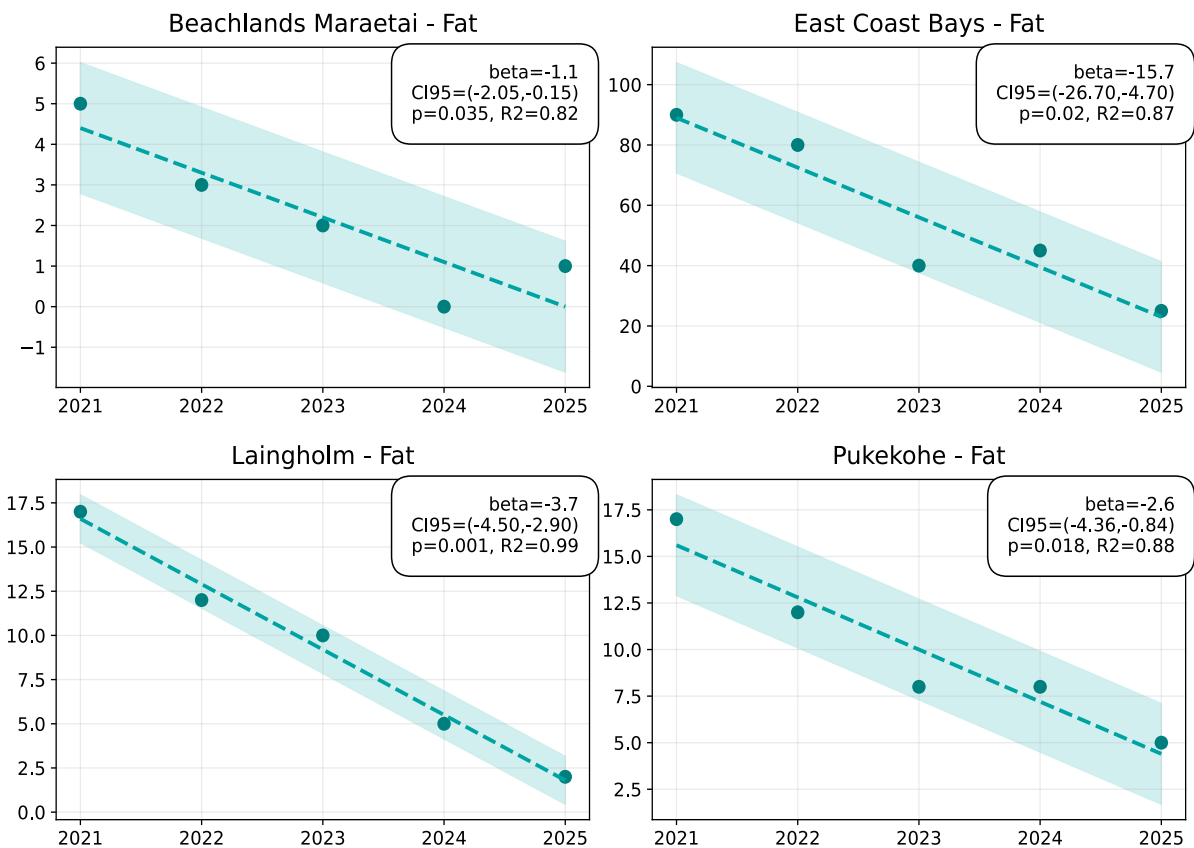 Beachlands Maraetai - Fat
beta=-1.1
CI95=(-2.05,-0.15)
p=0.035, R2=0.82
6
5
4
3
2
1
0
−1
2021 2022 2023 2024 2025
East Coast Bays - Fat
beta=-15.7
CI95=(-26.70,-4.70)
p=0.02, R2=0.87
100
80
60
40
20
0
2021 2022 2023 2024 2025
Laingholm - Fat
beta=-3.7
CI95=(-4.50,-2.90)
p=0.001, R2=0.99
17.5
15.0
12.5
10.0
7.5
5.0
2.5
0.0
2021 2022 2023 2024 2025
Pukekohe - Fat
beta=-2.6
CI95=(-4.36,-0.84)
p=0.018, R2=0.88
17.5
15.0
12.5
10.0
7.5
5.0
2.5
2021 2022 2023 2024 2025